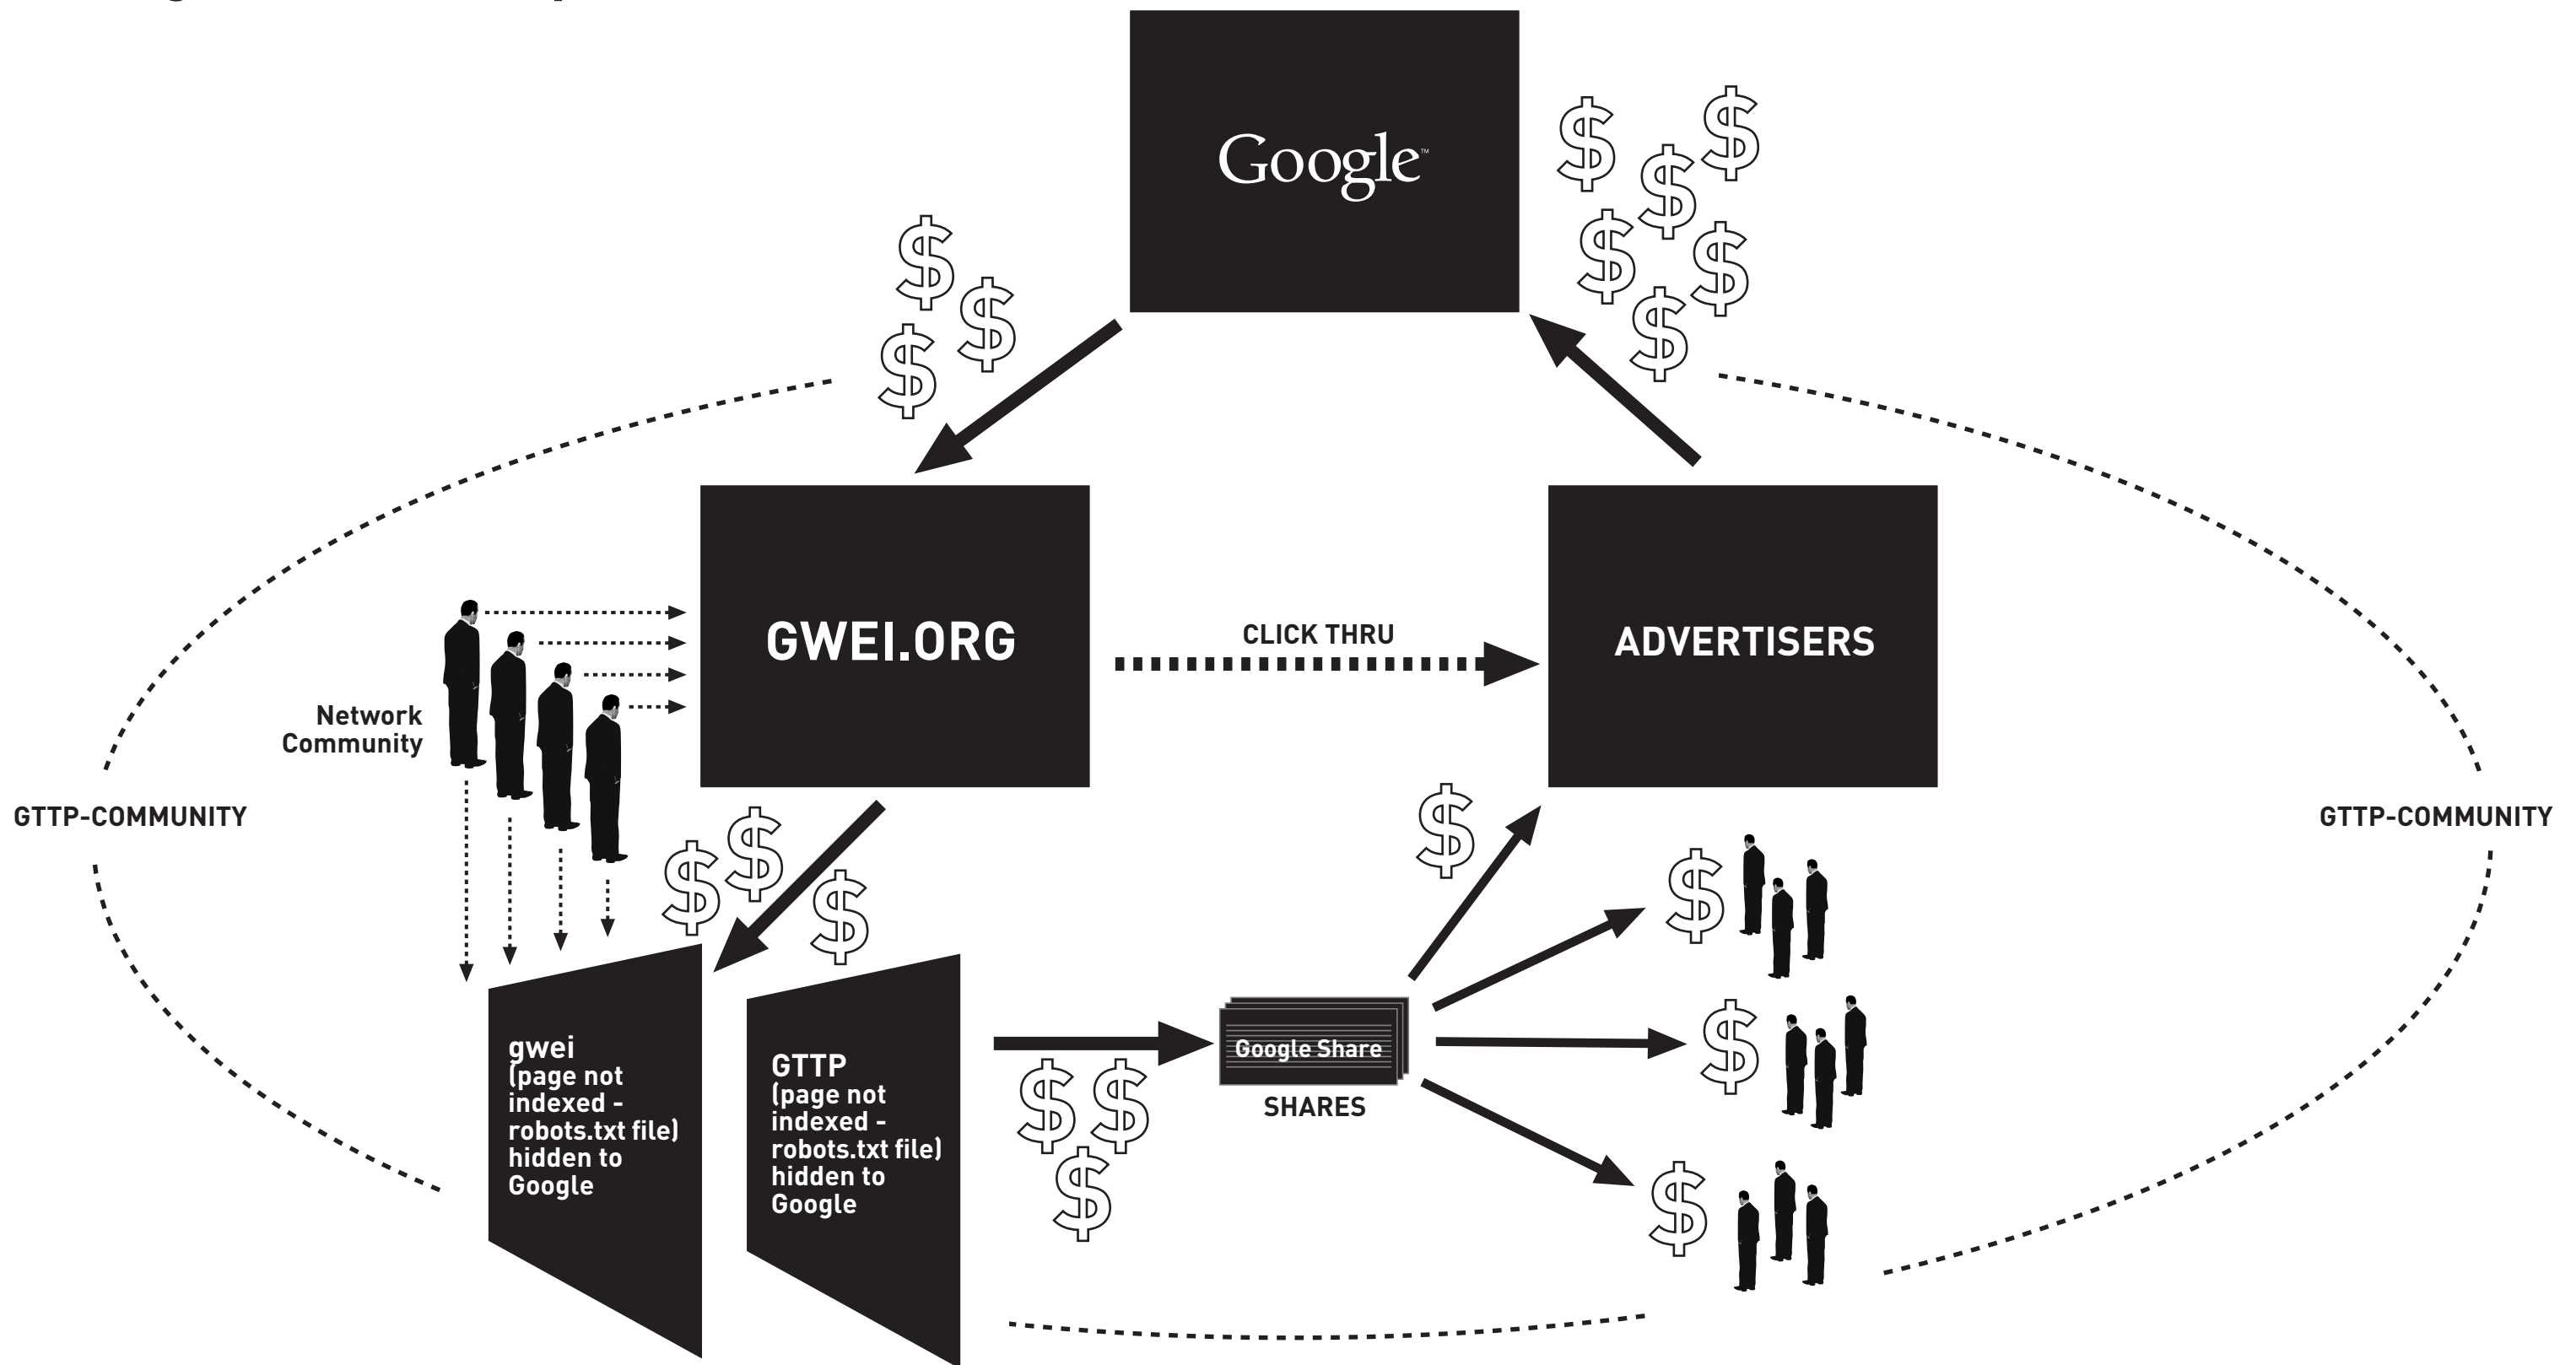 Google™
GWEI.ORG
CLICK THRU
ADVERTISERS
Network
Community
GTTP-COMMUNITY
GTTP-COMMUNITY
gwei
(page not
indexed -
robots.txt file)
hidden to
Google
GTTP
(page not
indexed -
robots.txt file)
hidden to
Google
Google Share
SHARES